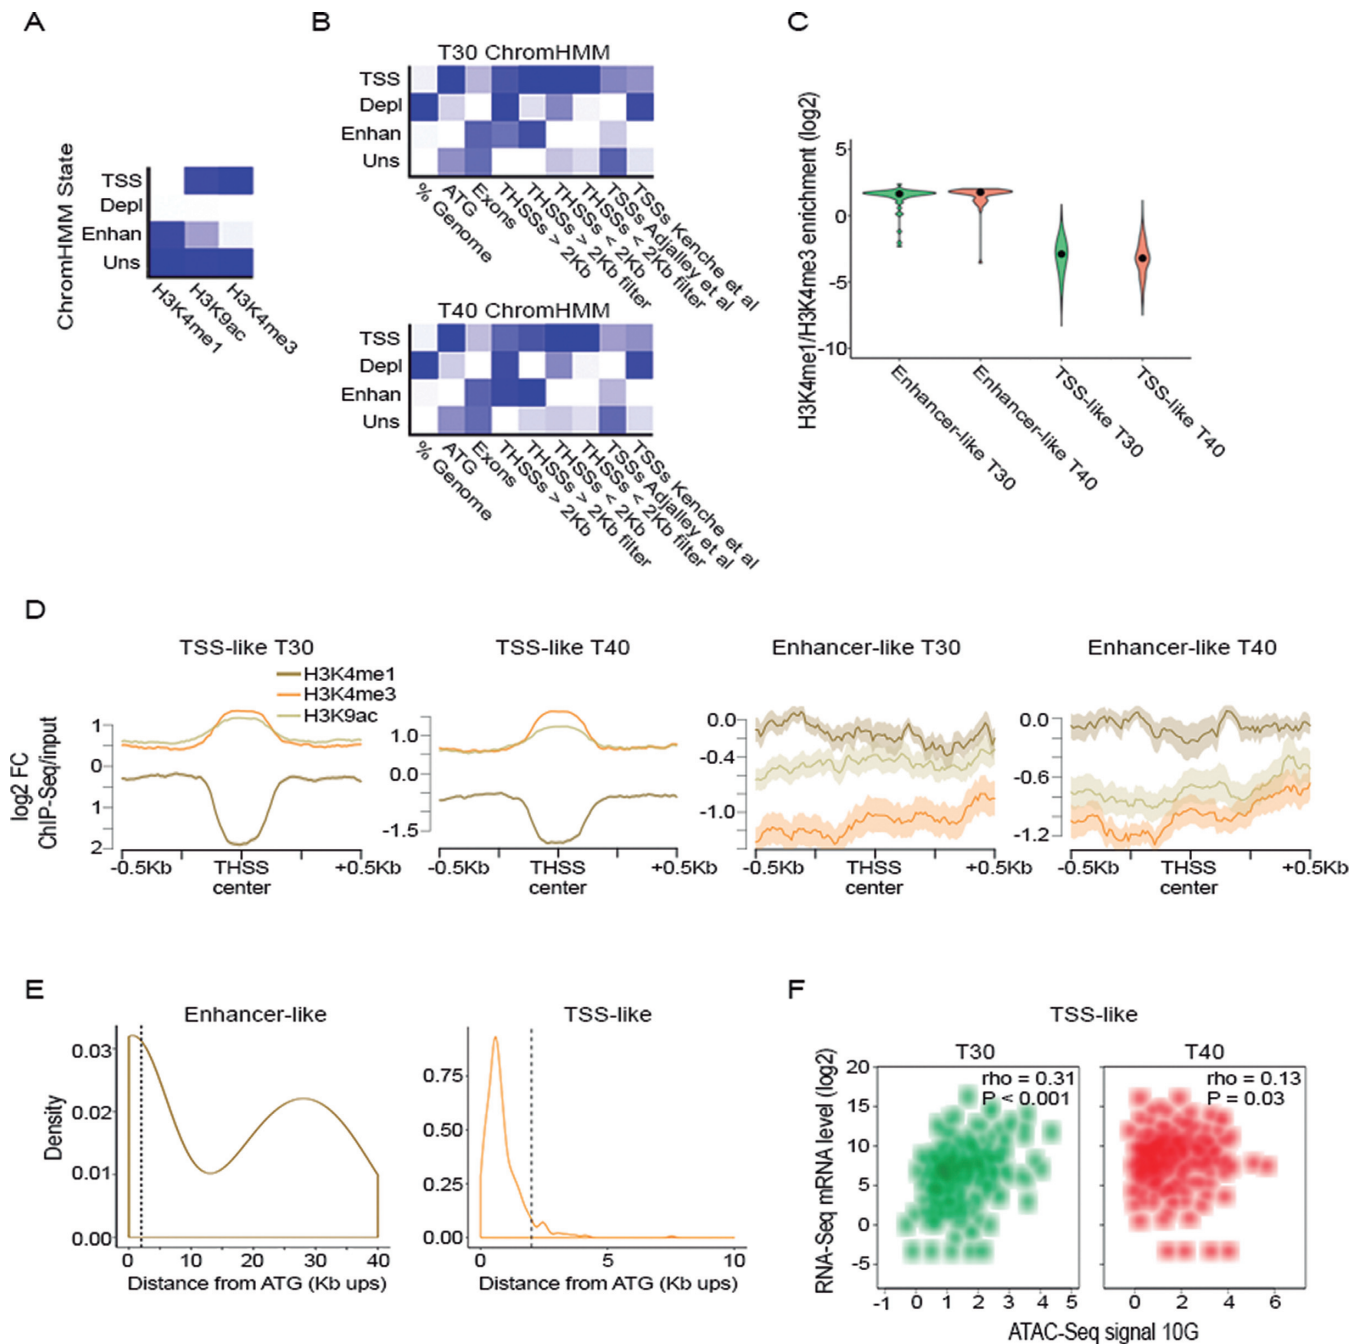 A
ChromHMM State
TSS
Depl
Enhan
Uns
H3K4me1
H3K9ac
H3K4me3
B
T30 ChromHMM
TSS
Depl
Enhan
Uns
% Genome
ATG
Exons
THSSs > 2Kb
THSSs > 2Kb filter
THSSs < 2Kb
THSSs < 2Kb filter
TSSs Adjalley et al
TSSs Kenche et al
T40 ChromHMM
TSS
Depl
Enhan
Uns
% Genome
ATG
Exons
THSSs > 2Kb
THSSs > 2Kb filter
THSSs < 2Kb
THSSs < 2Kb filter
TSSs Adjalley et al
TSSs Kenche et al
C
H3K4me1/H3K4me3 enrichment (log2)
5
0
-5
-10
Enhancer-like T30
Enhancer-like T40
TSS-like T30
TSS-like T40
D
log2 FC
ChIP-Seq/input
TSS-like T30
H3K4me1
H3K4me3
H3K9ac
1
0
1
2
-0.5Kb
THSS
center
+0.5Kb
TSS-like T40
1.0
0.0
-1.5
-0.5Kb
THSS
center
+0.5Kb
Enhancer-like T30
0.0
-0.4
-1.0
-0.5Kb
THSS
center
+0.5Kb
Enhancer-like T40
0.0
-0.6
-1.2
-0.5Kb
THSS
center
+0.5Kb
E
Enhancer-like
Density
0.03
0.02
0.01
0.00
0 10 20 30 40
Distance from ATG (Kb ups)
TSS-like
0.75
0.50
0.25
0.00
0 5 10
Distance from ATG (Kb ups)
F
TSS-like
RNA-Seq mRNA level (log2)
T30
rho = 0.31
P < 0.001
20
15
10
5
0
-5
-1 0 1 2 3 4 5
T40
rho = 0.13
P = 0.03
0 2 4 6
ATAC-Seq signal 10G